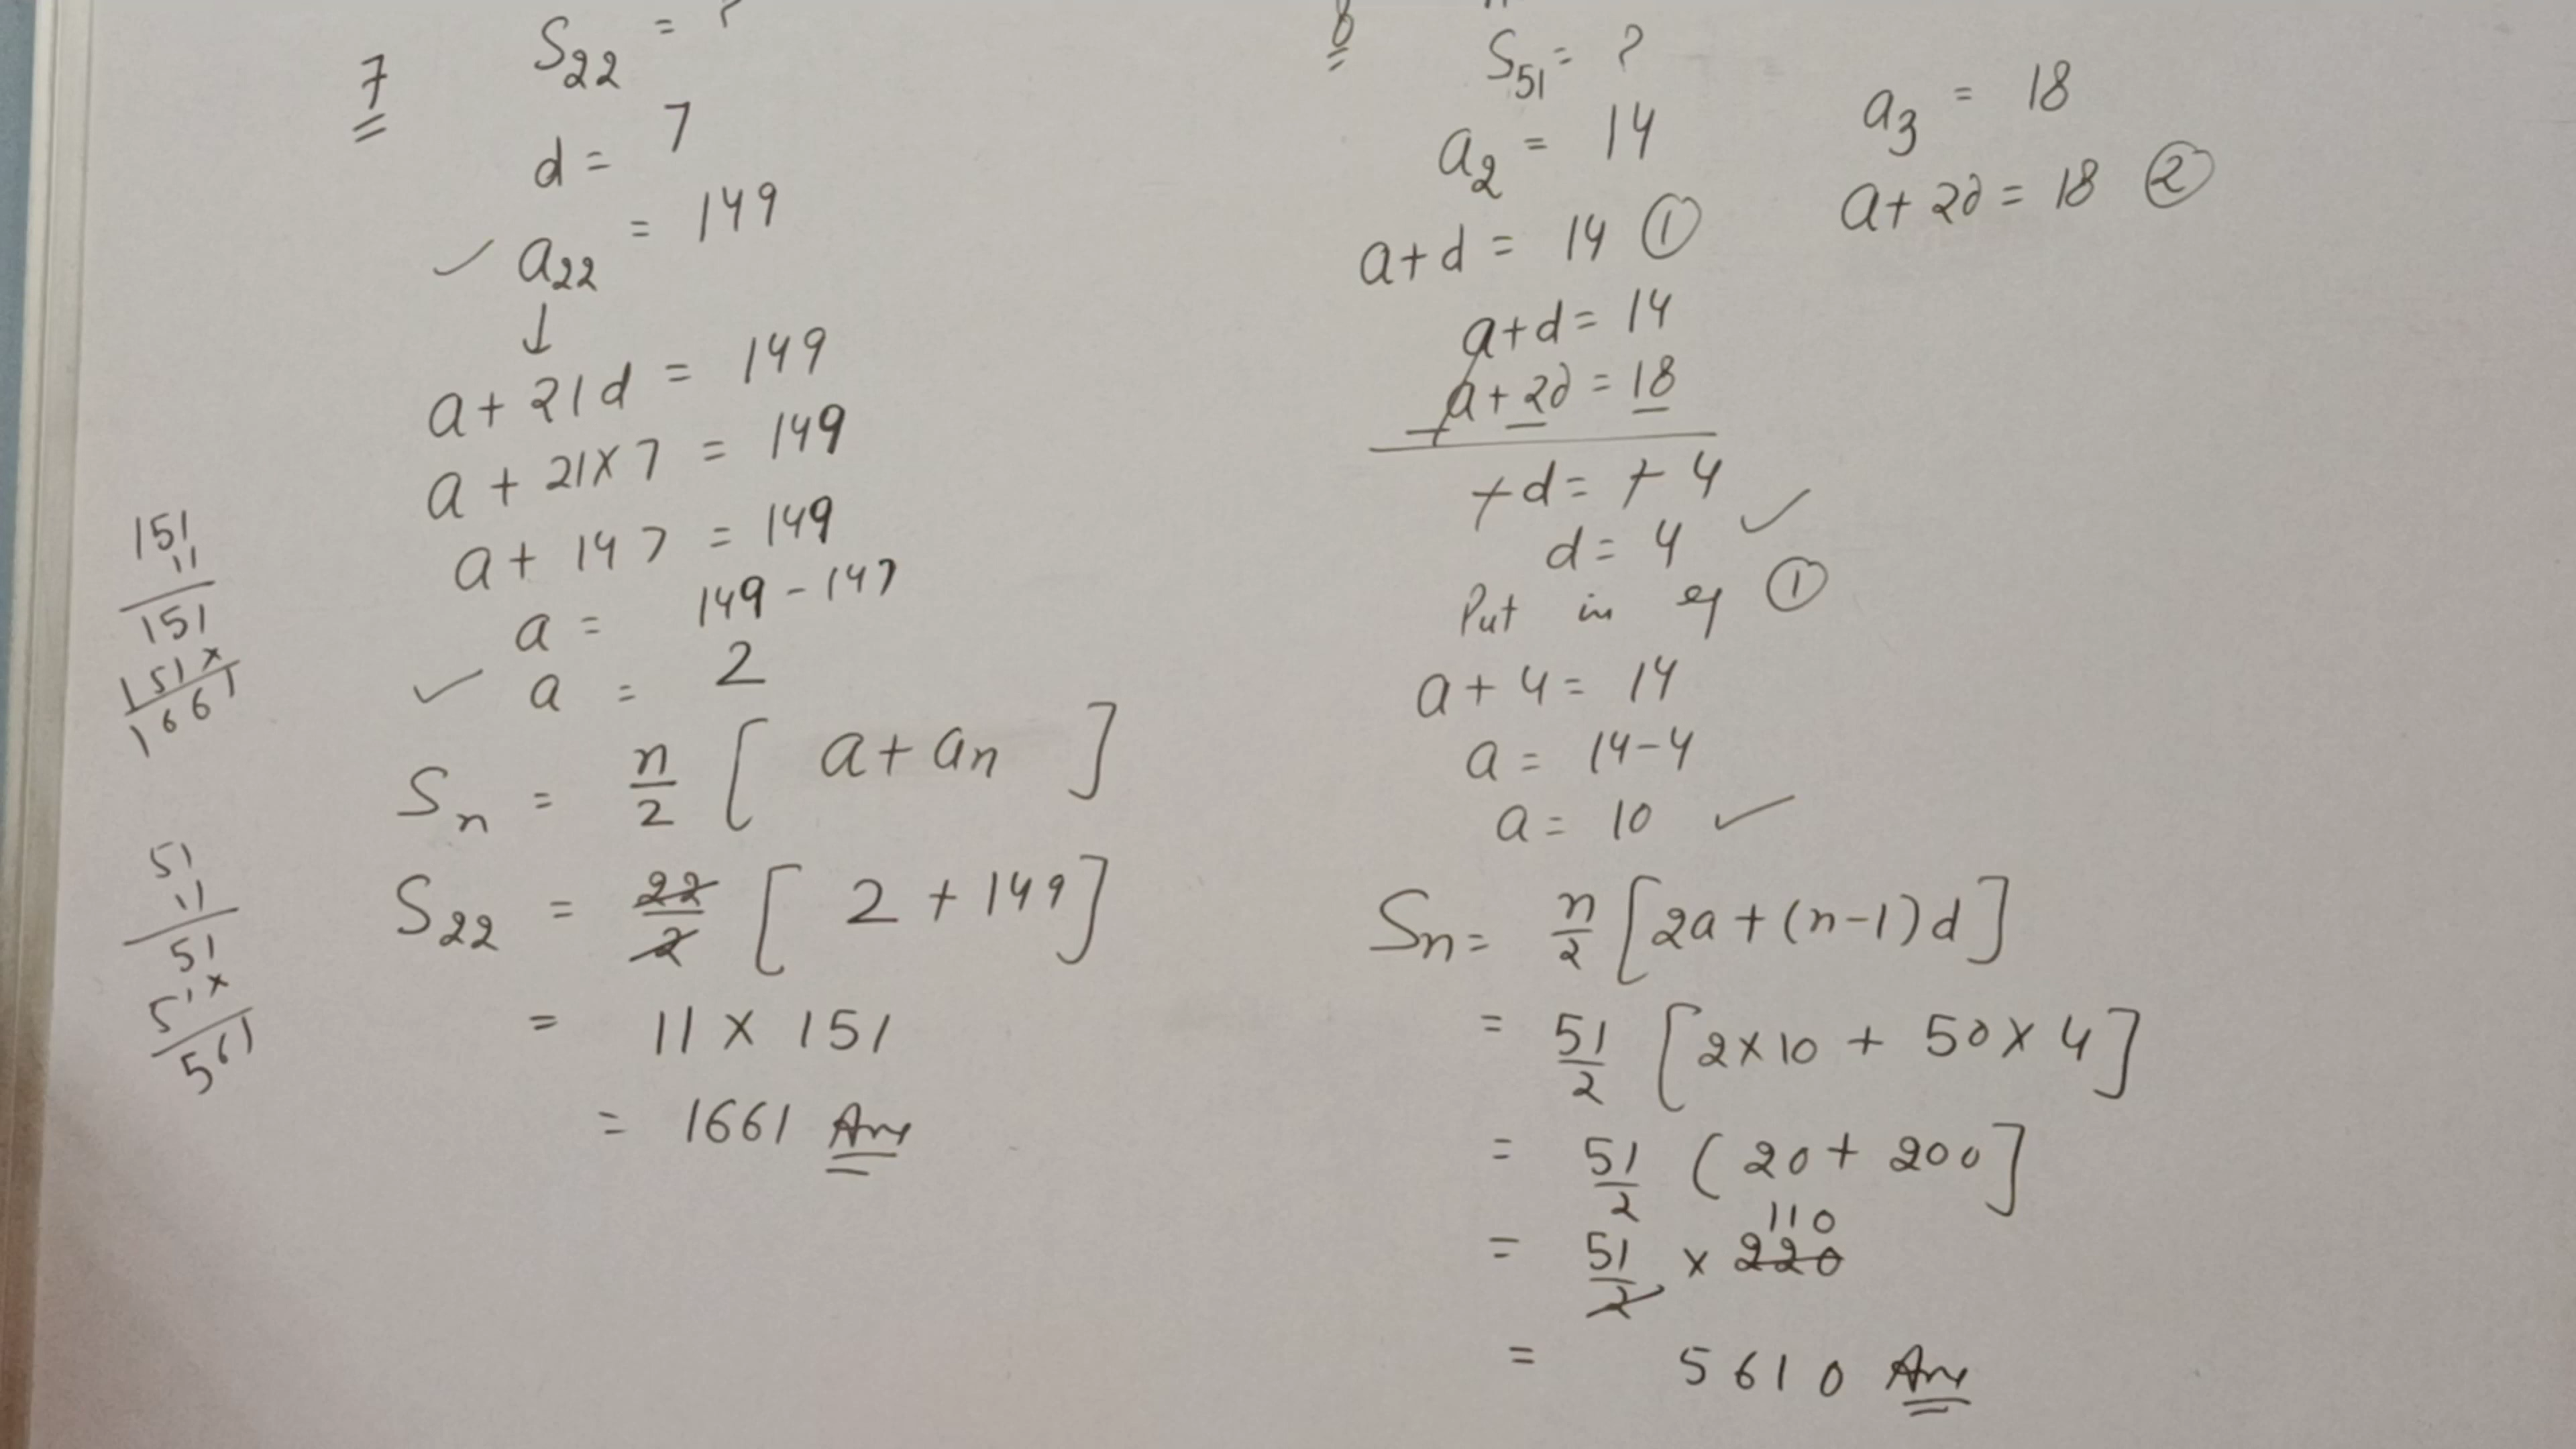 7
S22 = ?
d = 7
a22 = 149
↓
a + 21d = 149
a + 21 × 7 = 149
a + 147 = 149
a = 149 - 147
a = 2
Sn = n/2 [ a + an ]
S22 = 22/2 [ 2 + 149 ]
= 11 × 151
= 1661 Ans
151
11
151
151×
1661
51
11
51
51×
561
8
S51 = ?
a2 = 14
a + d = 14 ①
a3 = 18
a + 2d = 18 ②
a + d = 14
a + 2d = 18
+d = +4
d = 4
Put in eq ①
a + 4 = 14
a = 14 - 4
a = 10
Sn = n/2 [2a + (n-1)d]
= 51/2 [2×10 + 50×4]
= 51/2 (20 + 200]
110
= 51/2 × 220
= 5610 Ans